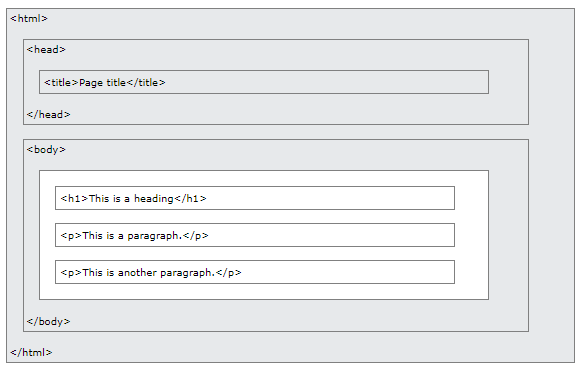 <html>
<head>
<title>Page title</title>
</head>
<body>
<h1>This is a heading</h1>
<p>This is a paragraph.</p>
<p>This is another paragraph.</p>
</body>
</html>